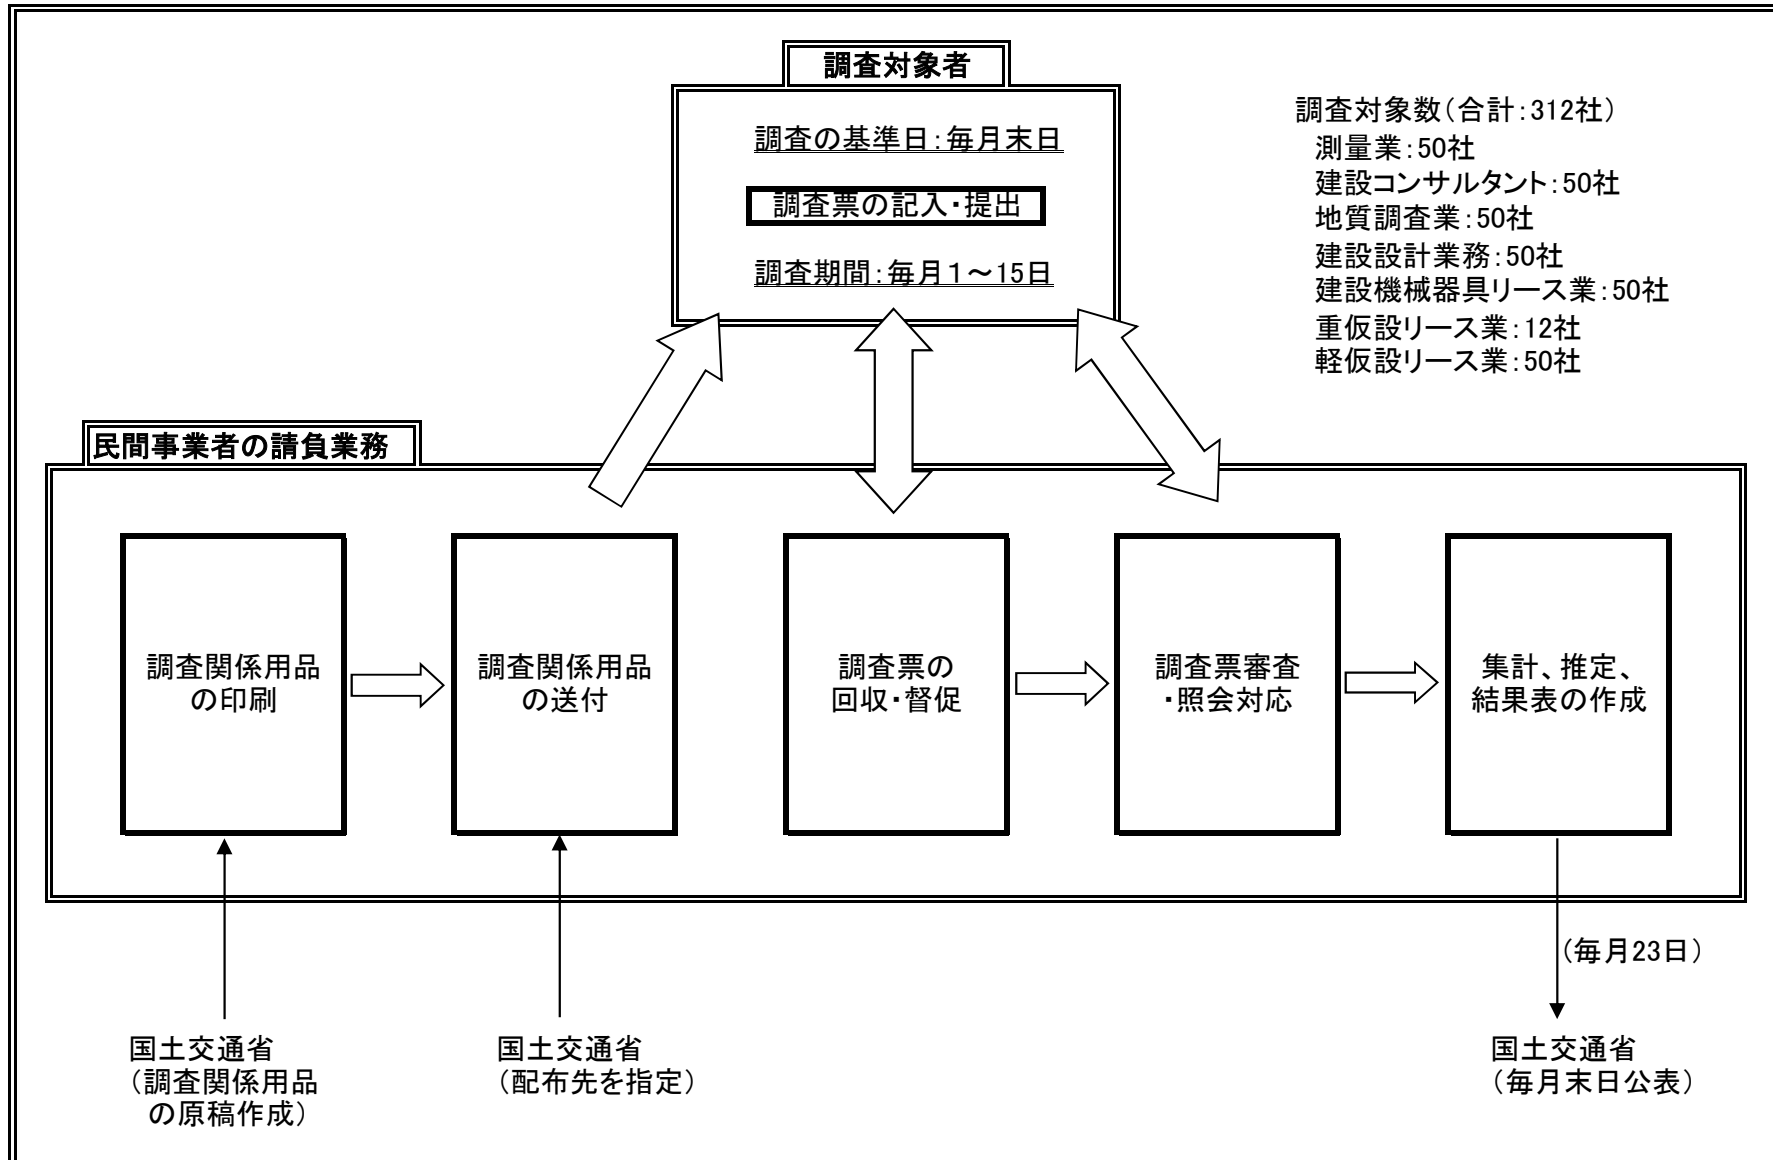 調査対象者
調査の基準日：毎月末日
調査票の記入・提出
調査期間：毎月１～15日
調査対象数（合計：312社）
測量業：50社
建設コンサルタント：50社
地質調査業：50社
建設設計業務：50社
建設機械器具リース業：50社
重仮設リース業：12社
軽仮設リース業：50社
民間事業者の請負業務
調査関係用品
の印刷
調査関係用品
の送付
調査票の
回収・督促
調査票審査
・照会対応
集計、推定、
結果表の作成
（毎月23日）
国土交通省
（調査関係用品
の原稿作成）
国土交通省
（配布先を指定）
国土交通省
（毎月末日公表）